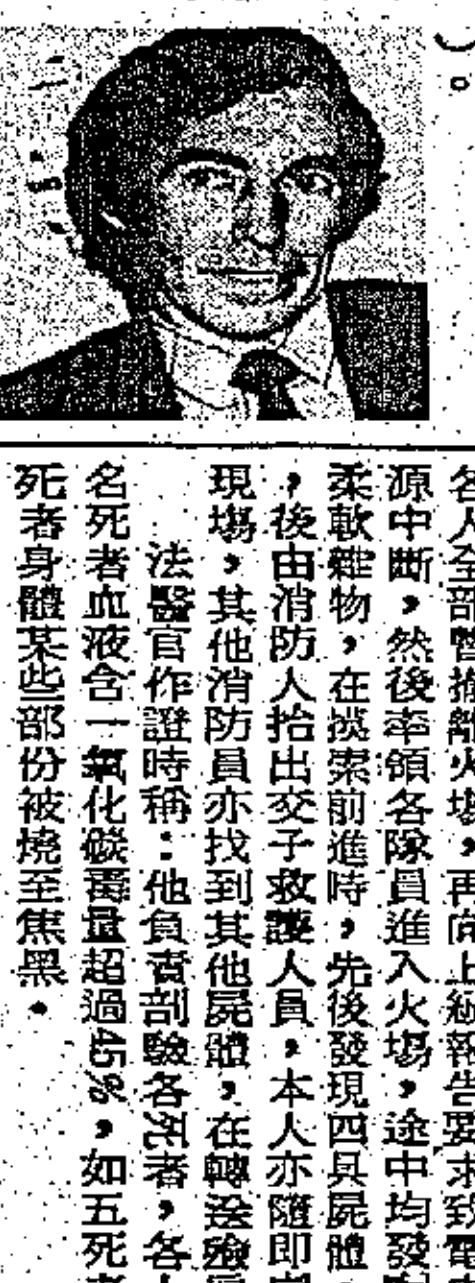 ）。
各人全部暫撤離火場，再向上級報告要求致電
源中斷，然後率領各隊員進入火場，途中均發
柔軟雜物，在摸索前進時，先後發現四具屍體
，後由消防人抬出交予救護人員，本人亦隨即
現場，其他消防員亦找到其他屍體，在轉送殮
法醫官作證時稱：他負責剖驗各死者，各
名死者血液含一氧化碳毒量超過45%，如五死者
死者身體某些部份被燒至焦黑。